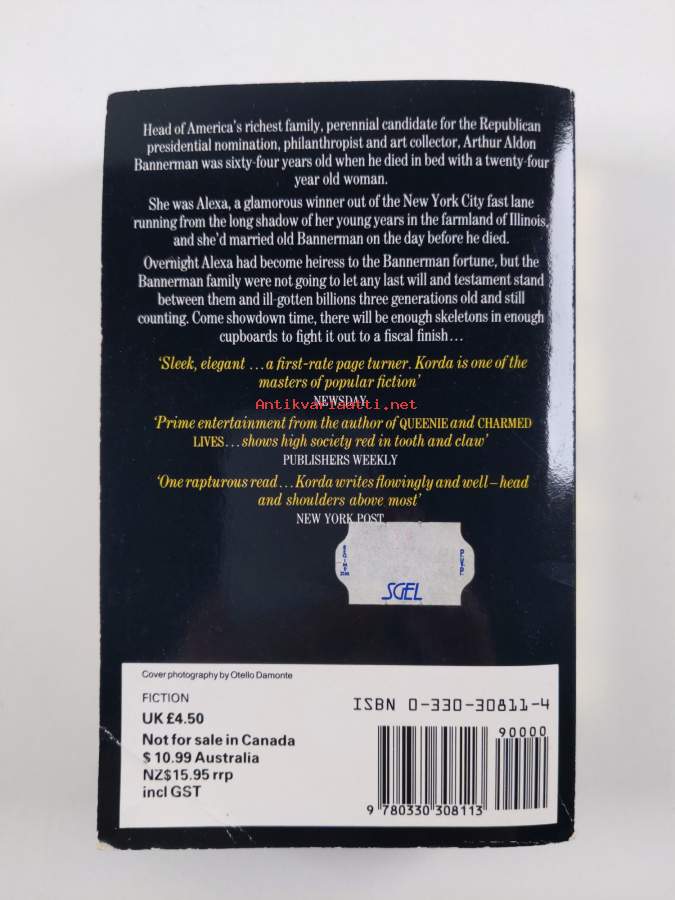 Head of America's richest family, perennial candidate for the Republican
presidential nomination, philanthropist and art collector, Arthur Aldon
Bannerman was sixty-four years old when he died in bed with a twenty-four
year old woman.
She was Alexa, a glamorous winner out of the New York City fast lane
running from the long shadow of her young years in the farmland of Illinois,
and she'd married old Bannerman on the day before he died.
Overnight Alexa had become heiress to the Bannerman fortune, but the
Bannerman family were not going to let any last will and testament stand
between them and ill-gotten billions three generations old and still
counting. Come showdown time, there will be enough skeletons in enough
cupboards to fight it out to a fiscal finish...
'Sleek, elegant ...a first-rate page turner. Korda is one of the
masters of popular fiction'
NEWSDAY
Antikvariaatti.net
'Prime entertainment from the author of QUEENIE and CHARMED
LIVES...shows high society red in tooth and claw'
PUBLISHERS WEEKLY
'One rapturous read...Korda writes flowingly and well–head
and shoulders above most'
NEW YORK POST
P.V.P.
SGEL
Cover photography by Otello Damonte
FICTION
UK £4.50
Not for sale in Canada
$10.99 Australia
NZ$15.95 rrp
incl GST
ISBN 0-330-30811-4
90000
9 780330 308113